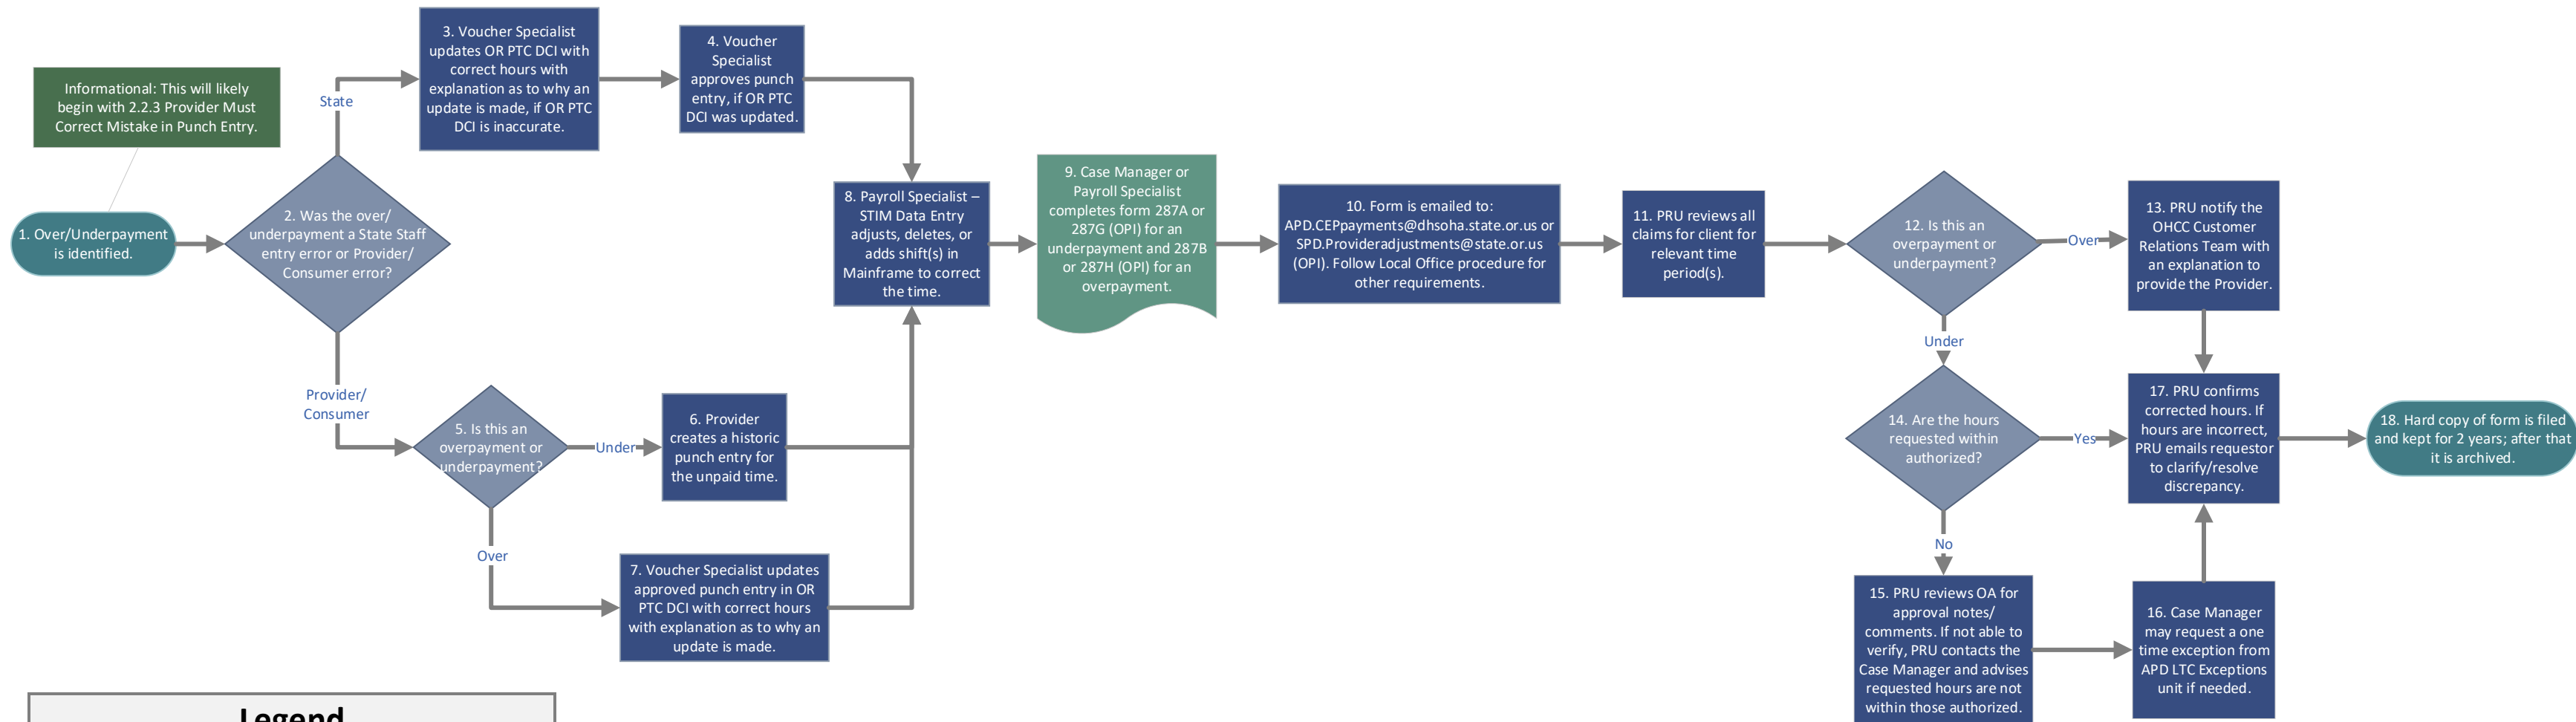 Informational: This will likely
begin with 2.2.3 Provider Must
Correct Mistake in Punch Entry.
1. Over/Underpayment
is identified.
2. Was the over/
underpayment a State Staff
entry error or Provider/
Consumer error?
State
3. Voucher Specialist
updates OR PTC DCI with
correct hours with
explanation as to why an
update is made, if OR PTC
DCI is inaccurate.
4. Voucher
Specialist
approves punch
entry, if OR PTC
DCI was updated.
Provider/
Consumer
5. Is this an
overpayment or
underpayment?
Under
6. Provider
creates a historic
punch entry for
the unpaid time.
Over
7. Voucher Specialist updates
approved punch entry in OR
PTC DCI with correct hours
with explanation as to why an
update is made.
8. Payroll Specialist –
STIM Data Entry
adjusts, deletes, or
adds shift(s) in
Mainframe to correct
the time.
9. Case Manager or
Payroll Specialist
completes form 287A or
287G (OPI) for an
underpayment and 287B
or 287H (OPI) for an
overpayment.
10. Form is emailed to:
APD.CEPpayments@dhsoha.state.or.us or
SPD.Provideradjustments@state.or.us
(OPI). Follow Local Office procedure for
other requirements.
11. PRU reviews all
claims for client for
relevant time
period(s).
12. Is this an
overpayment or
underpayment?
Over
13. PRU notify the
OHCC Customer
Relations Team with
an explanation to
provide the Provider.
Under
14. Are the hours
requested within
authorized?
Yes
No
15. PRU reviews OA for
approval notes/
comments. If not able to
verify, PRU contacts the
Case Manager and advises
requested hours are not
within those authorized.
16. Case Manager
may request a one
time exception from
APD LTC Exceptions
unit if needed.
17. PRU confirms
corrected hours. If
hours are incorrect,
PRU emails requestor
to clarify/resolve
discrepancy.
18. Hard copy of form is filed
and kept for 2 years; after that
it is archived.
Legend